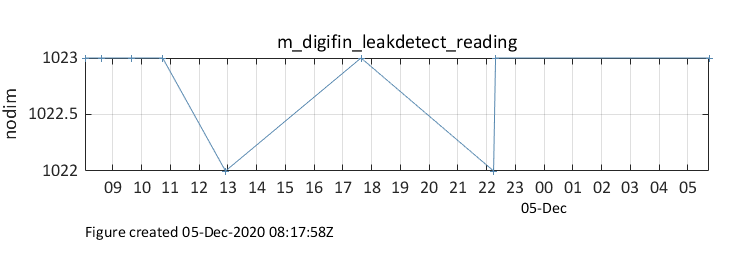 m_digifin_leakdetect_reading
1023
1022.5
1022
nodim
09 10 11 12 13 14 15 16 17 18 19 20 21 22 23 00 01 02 03 04 05
05-Dec
Figure created 05-Dec-2020 08:17:58Z